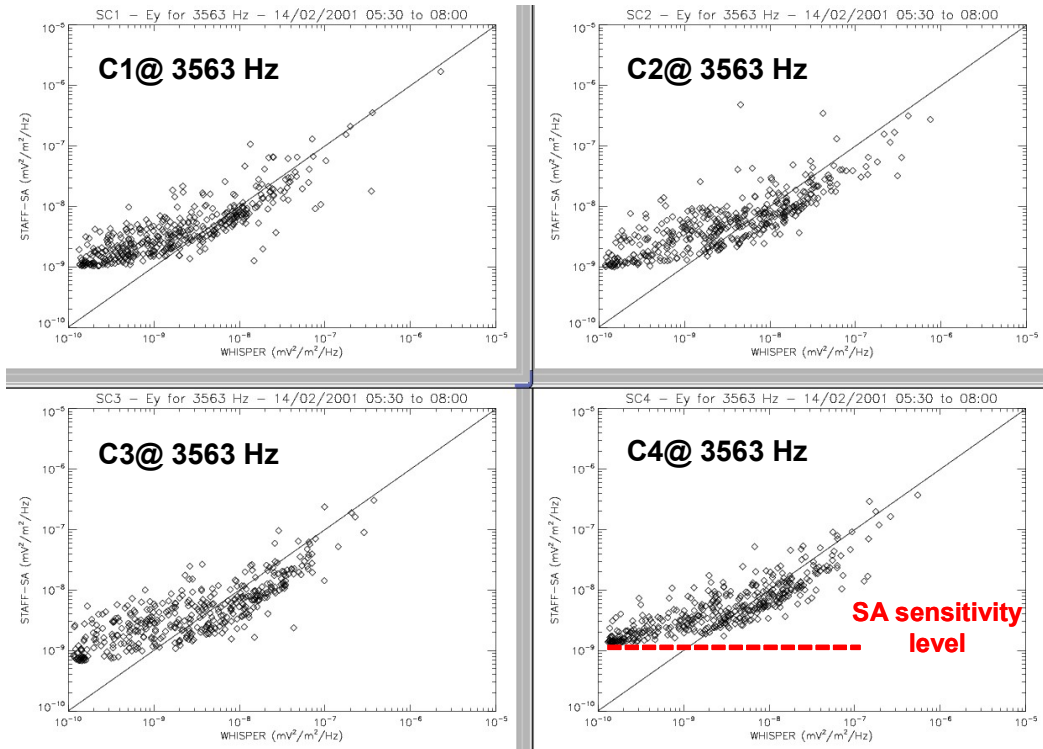 SC1 – Ey for 3563 Hz – 14/02/2001 05:30 to 08:00
C1@ 3563 Hz
STAFF–SA (mV²/m²/Hz)
10⁻⁵
10⁻⁶
10⁻⁷
10⁻⁸
10⁻⁹
10⁻¹⁰
10⁻¹⁰ 10⁻⁹ 10⁻⁸ 10⁻⁷ 10⁻⁶ 10⁻⁵
WHISPER (mV²/m²/Hz)
SC2 – Ey for 3563 Hz – 14/02/2001 05:30 to 08:00
C2@ 3563 Hz
STAFF–SA (mV²/m²/Hz)
10⁻⁵
10⁻⁶
10⁻⁷
10⁻⁸
10⁻⁹
10⁻¹⁰
10⁻¹⁰ 10⁻⁹ 10⁻⁸ 10⁻⁷ 10⁻⁶ 10⁻⁵
WHISPER (mV²/m²/Hz)
SC3 – Ey for 3563 Hz – 14/02/2001 05:30 to 08:00
C3@ 3563 Hz
STAFF–SA (mV²/m²/Hz)
10⁻⁵
10⁻⁶
10⁻⁷
10⁻⁸
10⁻⁹
10⁻¹⁰
10⁻¹⁰ 10⁻⁹ 10⁻⁸ 10⁻⁷ 10⁻⁶ 10⁻⁵
WHISPER (mV²/m²/Hz)
SC4 – Ey for 3563 Hz – 14/02/2001 05:30 to 08:00
C4@ 3563 Hz
STAFF–SA (mV²/m²/Hz)
10⁻⁵
10⁻⁶
10⁻⁷
10⁻⁸
10⁻⁹
10⁻¹⁰
SA sensitivity
level
10⁻¹⁰ 10⁻⁹ 10⁻⁸ 10⁻⁷ 10⁻⁶ 10⁻⁵
WHISPER (mV²/m²/Hz)